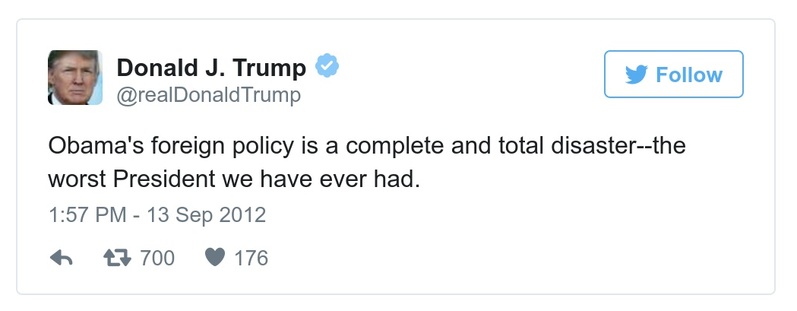 Donald J. Trump
@realDonaldTrump
Follow
Obama's foreign policy is a complete and total disaster--the
worst President we have ever had.
1:57 PM - 13 Sep 2012
700 176